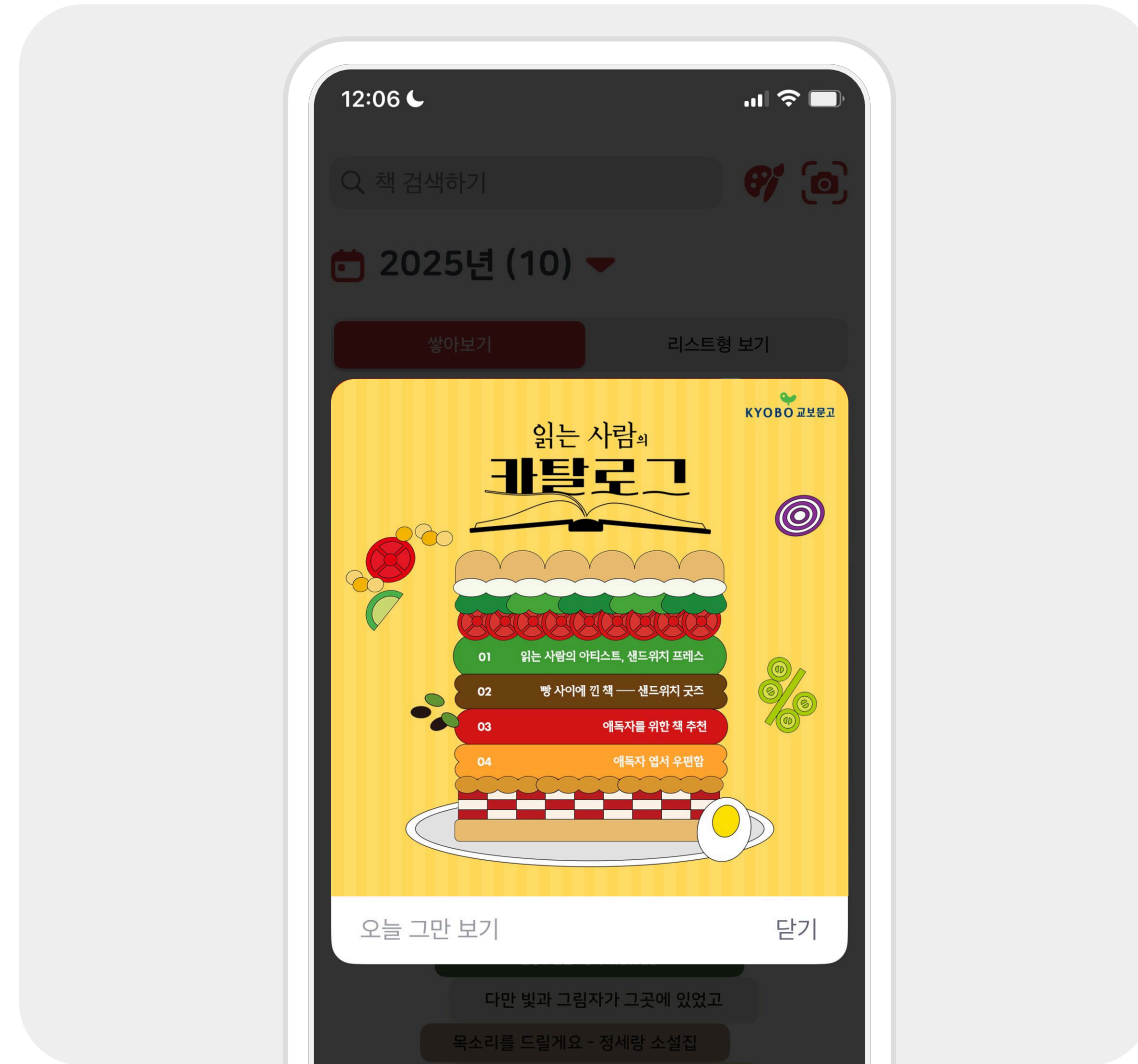 12:06
책 검색하기
2025년 (10)
쌓아보기
리스트형 보기
KYOBO 교보문고
읽는 사람의
카탈로그
01 읽는 사람의 아티스트, 샌드위치 프레스
02 빵 사이에 낀 책 — 샌드위치 굿즈
03 애독자를 위한 책 추천
04 애독자 엽서 우편함
오늘 그만 보기
닫기
다만 빛과 그림자가 그곳에 있었고
목소리를 드릴게요 - 정세랑 소설집